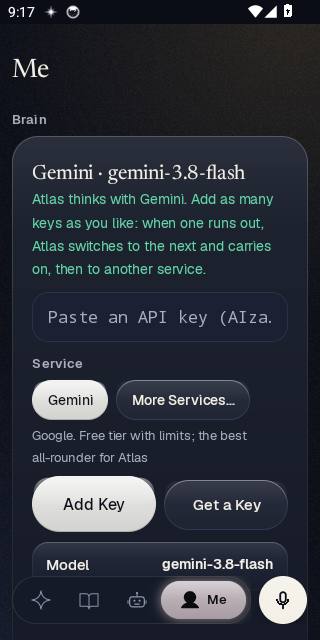 9:17
Me
Brain
Gemini · gemini-3.8-flash
Atlas thinks with Gemini. Add as many
keys as you like: when one runs out,
Atlas switches to the next and carries
on, then to another service.
Paste an API key (AIza.
Service
Gemini
More Services…
Google. Free tier with limits; the best
all-rounder for Atlas
Add Key
Get a Key
Model
gemini-3.8-flash
Me